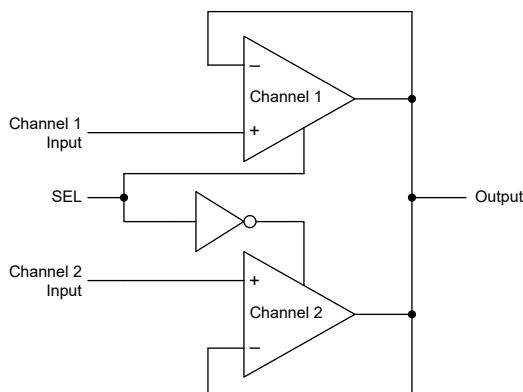 −
Channel 1
Channel 1
Input
+
SEL
Output
Channel 2
Input
+
Channel 2
−